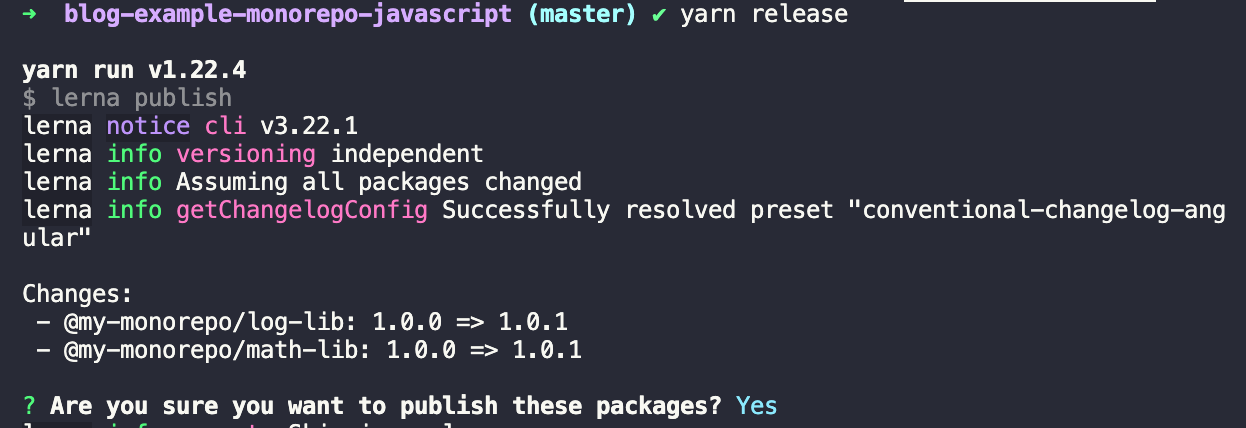 ➜ blog-example-monorepo-javascript (master) ✔ yarn release
yarn run v1.22.4
$ lerna publish
lerna notice cli v3.22.1
lerna info versioning independent
lerna info Assuming all packages changed
lerna info getChangelogConfig Successfully resolved preset "conventional-changelog-ang
ular"
Changes:
- @my-monorepo/log-lib: 1.0.0 => 1.0.1
- @my-monorepo/math-lib: 1.0.0 => 1.0.1
? Are you sure you want to publish these packages? Yes